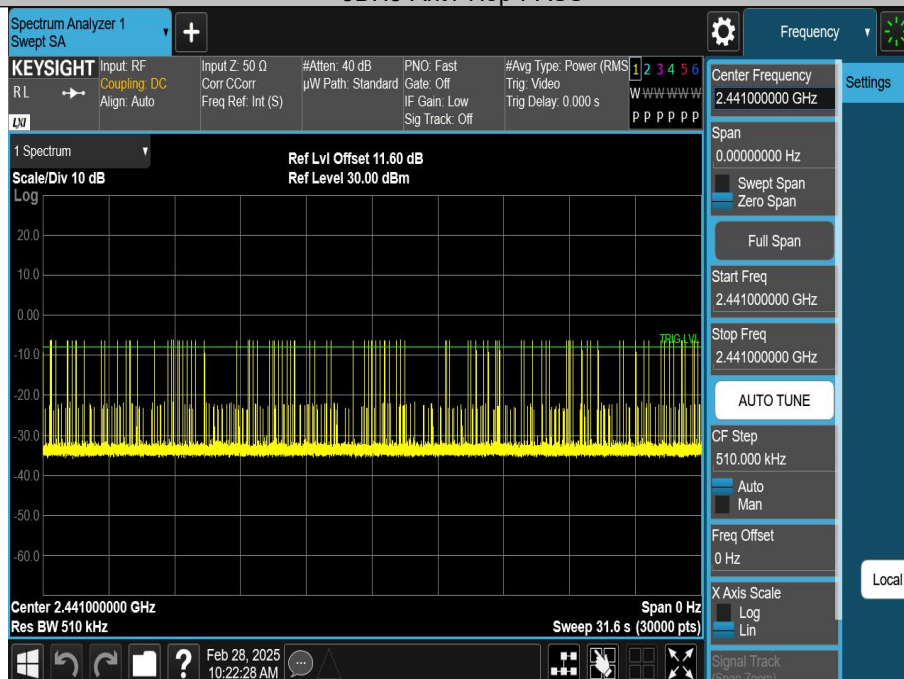 Spectrum Analyzer 1
Swept SA
+
Frequency
KEYSIGHT
RL
LXI
Input: RF
Coupling: DC
Align: Auto
Input Z: 50 Ω
Corr CCorr
Freq Ref: Int (S)
#Atten: 40 dB
µW Path: Standard
PNO: Fast
Gate: Off
IF Gain: Low
Sig Track: Off
#Avg Type: Power (RMS
Trig: Video
Trig Delay: 0.000 s
1 2 3 4 5 6
W W W W W W
P P P P P P
Center Frequency
2.441000000 GHz
Settings
Span
0.00000000 Hz
Swept Span
Zero Span
Full Span
Start Freq
2.441000000 GHz
Stop Freq
2.441000000 GHz
AUTO TUNE
CF Step
510.000 kHz
Auto
Man
Freq Offset
0 Hz
X Axis Scale
Log
Lin
Signal Track
(Span Zoom)
Local
1 Spectrum
Scale/Div 10 dB
Ref Lvl Offset 11.60 dB
Ref Level 30.00 dBm
Log
20.0
10.0
0.00
-10.0
-20.0
-30.0
-40.0
-50.0
-60.0
TRIG LVL
Center 2.441000000 GHz
Span 0 Hz
Res BW 510 kHz
Sweep 31.6 s (30000 pts)
?
Feb 28, 2025
10:22:28 AM